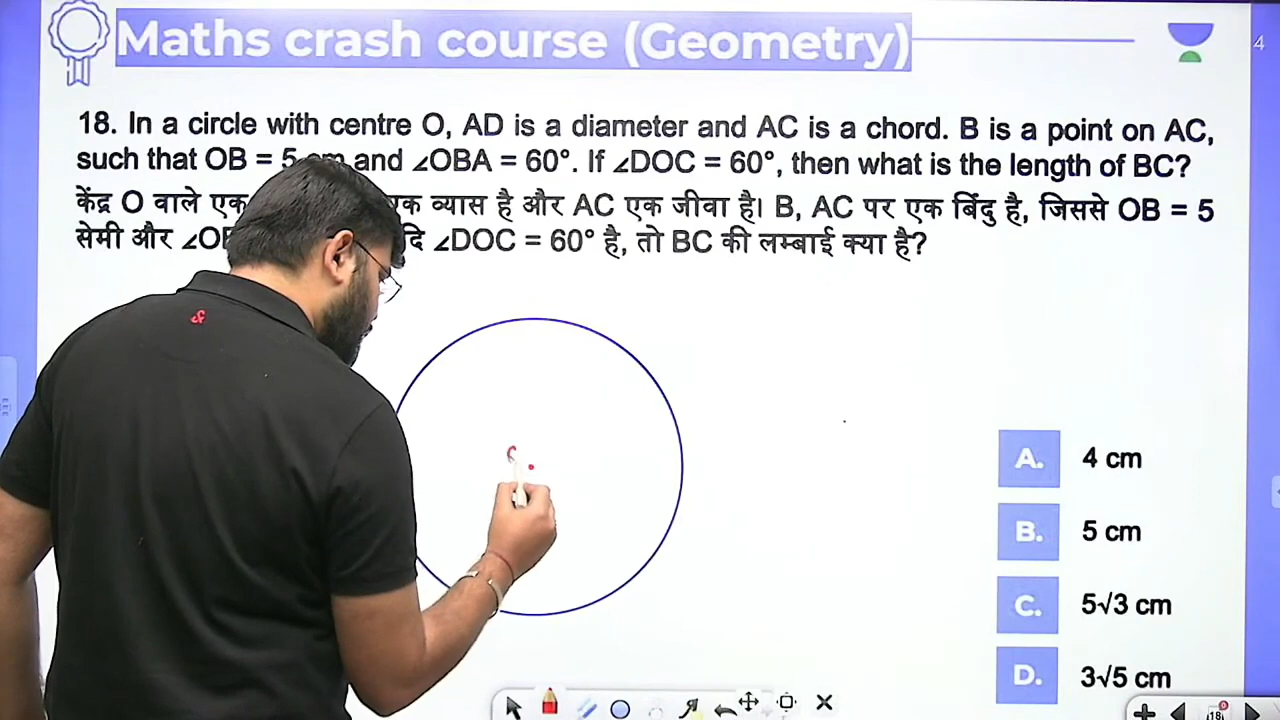 Maths crash course (Geometry)
4
18. In a circle with centre O, AD is a diameter and AC is a chord. B is a point on AC,
such that OB = 5 cm and ∠OBA = 60°. If ∠DOC = 60°, then what is the length of BC?
केंद्र O वाले एक व्यास है और AC एक जीवा है। B, AC पर एक बिंदु है, जिससे OB = 5
सेमी और ∠DOC = 60° है, तो BC की लम्बाई क्या है?
A. 4 cm
B. 5 cm
C. 5√3 cm
D. 3√5 cm
18